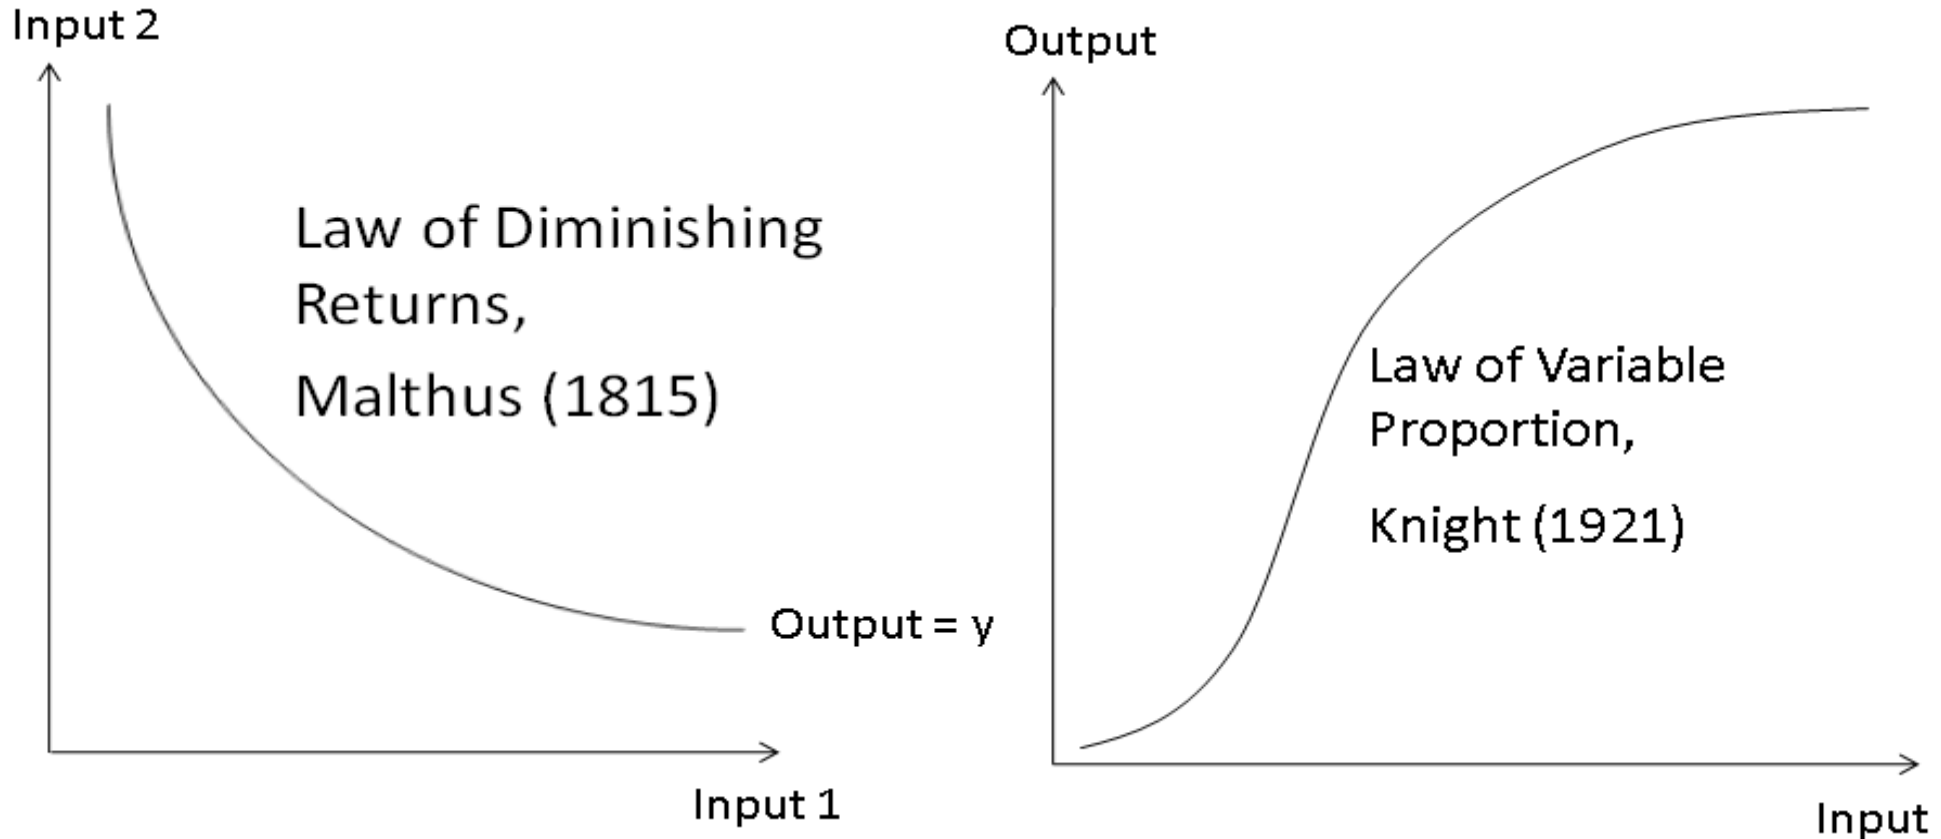 Input 2
Law of Diminishing
Returns,
Malthus (1815)
Output = y
Input 1
Output
Law of Variable
Proportion,
Knight (1921)
Input